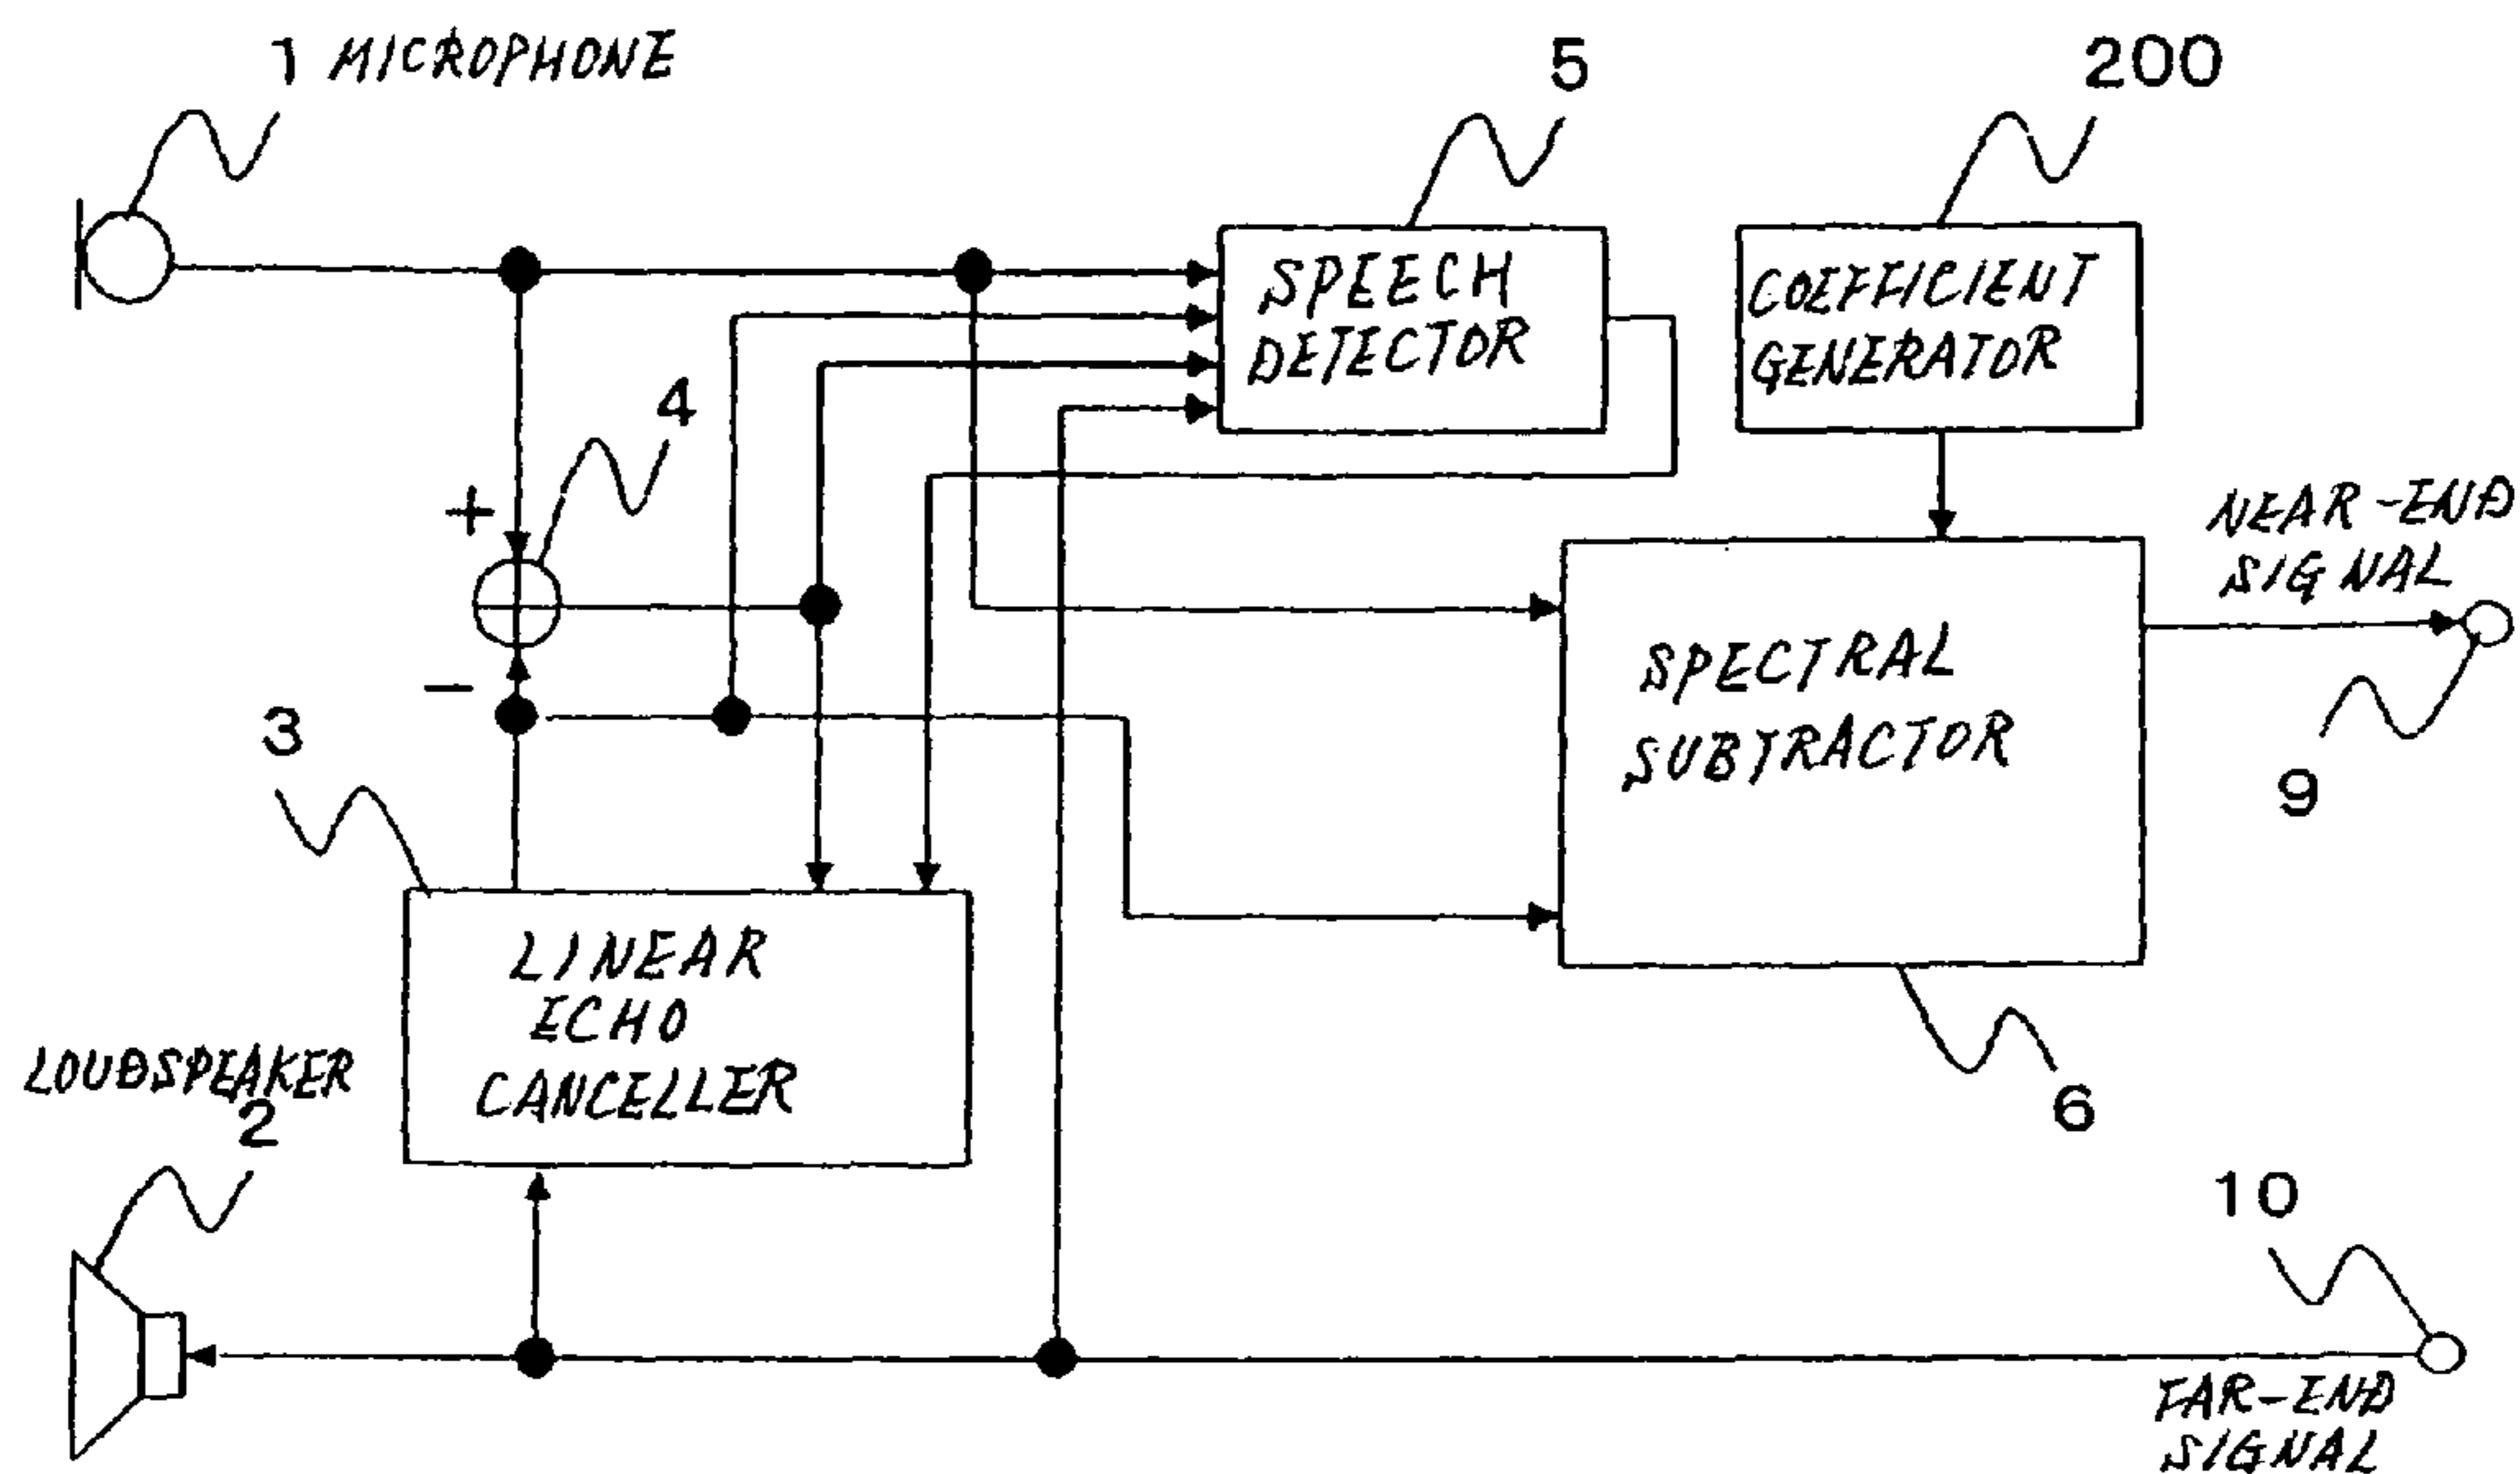 1 MICROPHONE
5
200
SPEECH
DETECTOR
COEFFICIENT
GENERATOR
4
+
NEAR-END
SIGNAL
−
3
SPECTRAL
SUBTRACTOR
9
LINEAR
ECHO
CANCELLER
LOUDSPEAKER
2
6
10
FAR-END
SIGNAL